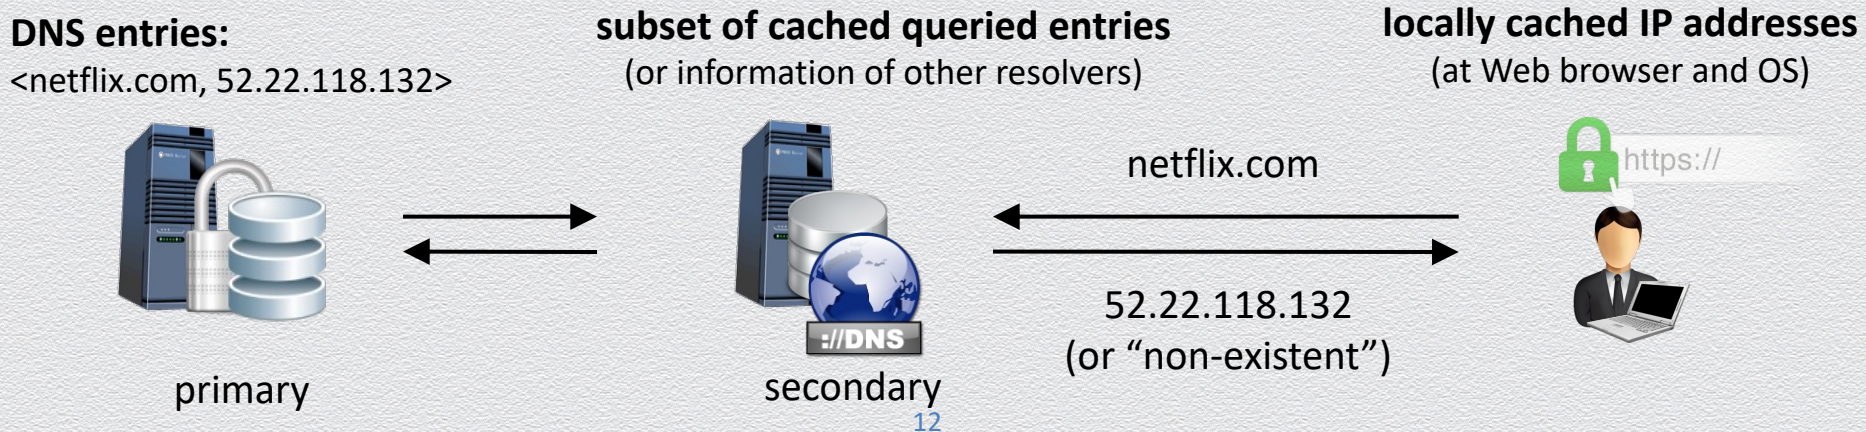 DNS entries:
<netflix.com, 52.22.118.132>
subset of cached queried entries
(or information of other resolvers)
locally cached IP addresses
(at Web browser and OS)
netflix.com
https://
52.22.118.132
(or “non-existent”)
://DNS
primary
secondary
12